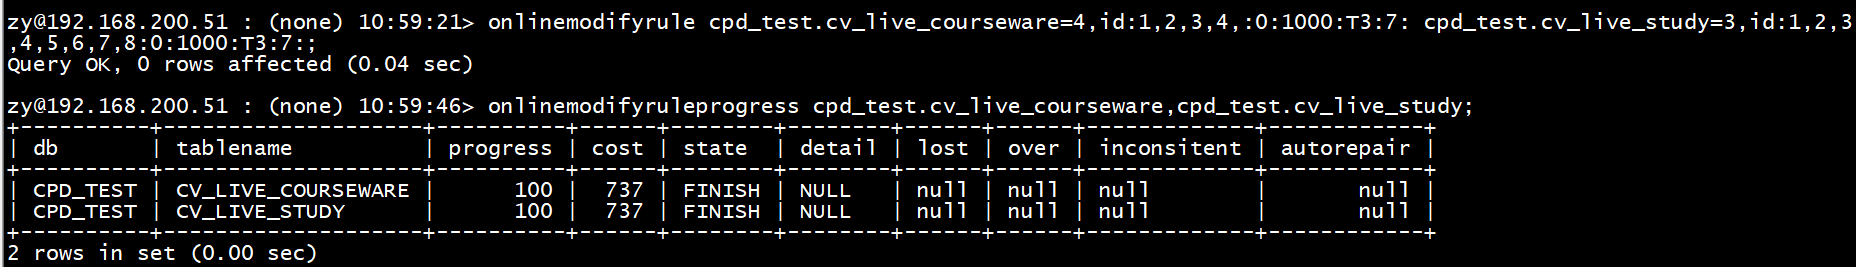 zy@192.168.200.51 : (none) 10:59:21> onlinemodifyrule cpd_test.cv_live_courseware=4,id:1,2,3,4,:0:1000:T3:7: cpd_test.cv_live_study=3,id:1,2,3
,4,5,6,7,8:0:1000:T3:7:;
Query OK, 0 rows affected (0.04 sec)

zy@192.168.200.51 : (none) 10:59:46> onlinemodifyruleprogress cpd_test.cv_live_courseware,cpd_test.cv_live_study;
+----------+--------------------+----------+------+--------+--------+------+------+-------------+------------+
| db       | tablename          | progress | cost | state  | detail | lost | over | inconsitent | autorepair |
+----------+--------------------+----------+------+--------+--------+------+------+-------------+------------+
| CPD_TEST | CV_LIVE_COURSEWARE |      100 |  737 | FINISH | NULL   | null | null | null        |       null |
| CPD_TEST | CV_LIVE_STUDY      |      100 |  737 | FINISH | NULL   | null | null | null        |       null |
+----------+--------------------+----------+------+--------+--------+------+------+-------------+------------+
2 rows in set (0.00 sec)